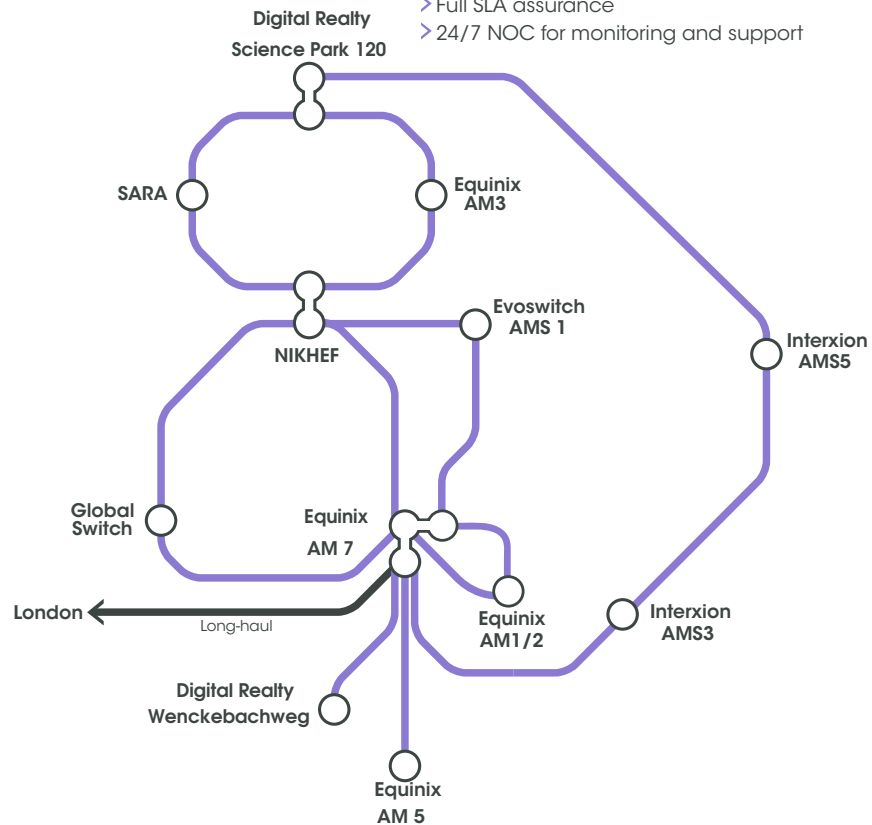 > Full SLA assurance
> 24/7 NOC for monitoring and support
Digital Realty
Science Park 120
SARA
Equinix
AM3
NIKHEF
Evoswitch
AMS 1
Interxion
AMS5
Global
Switch
Equinix
AM 7
London
Long-haul
Equinix
AM1/2
Interxion
AMS3
Digital Realty
Wenckebachweg
Equinix
AM 5